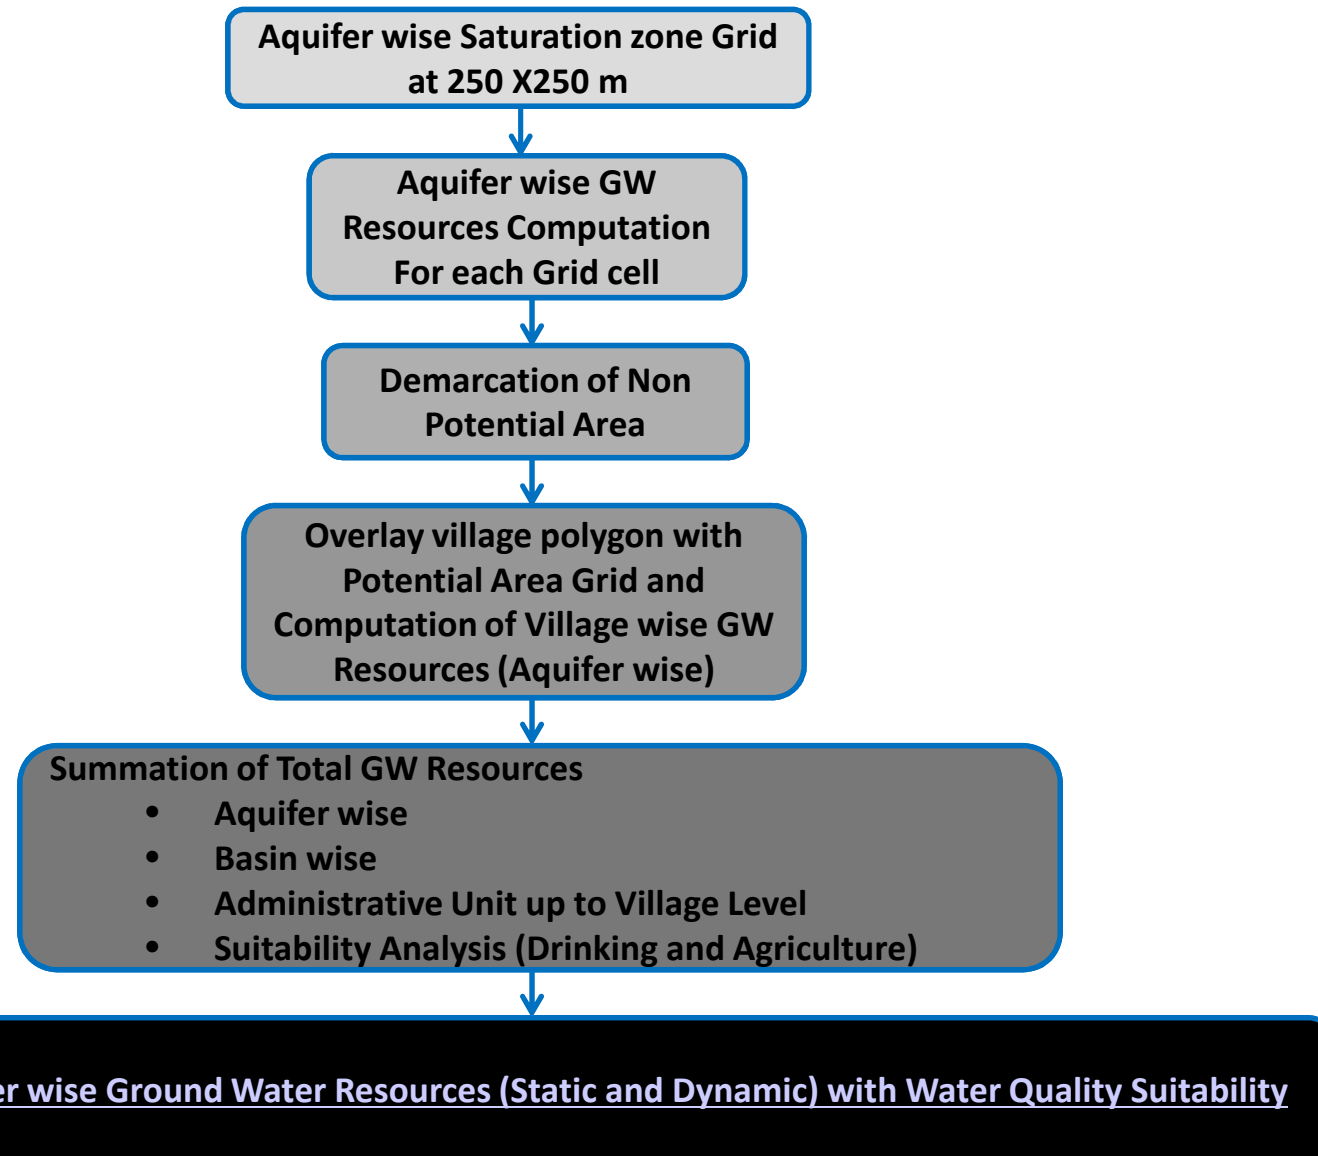 Aquifer wise Saturation zone Grid
at 250 X250 m
Aquifer wise GW
Resources Computation
For each Grid cell
Demarcation of Non
Potential Area
Overlay village polygon with
Potential Area Grid and
Computation of Village wise GW
Resources (Aquifer wise)
Summation of Total GW Resources
• Aquifer wise
• Basin wise
• Administrative Unit up to Village Level
• Suitability Analysis (Drinking and Agriculture)
er wise Ground Water Resources (Static and Dynamic) with Water Quality Suitability